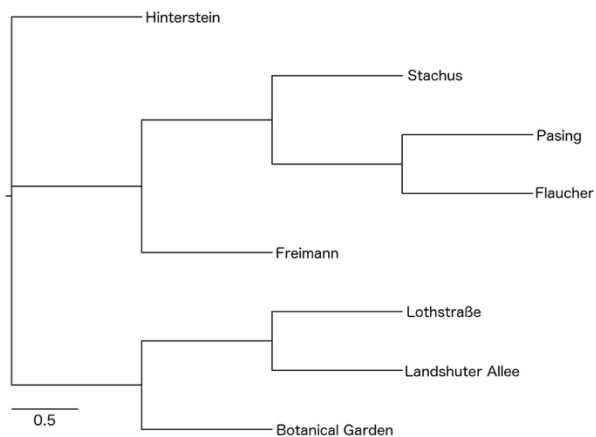 Hinterstein
Stachus
Pasing
Flaucher
Freimann
Lothstraße
Landshuter Allee
0.5
Botanical Garden